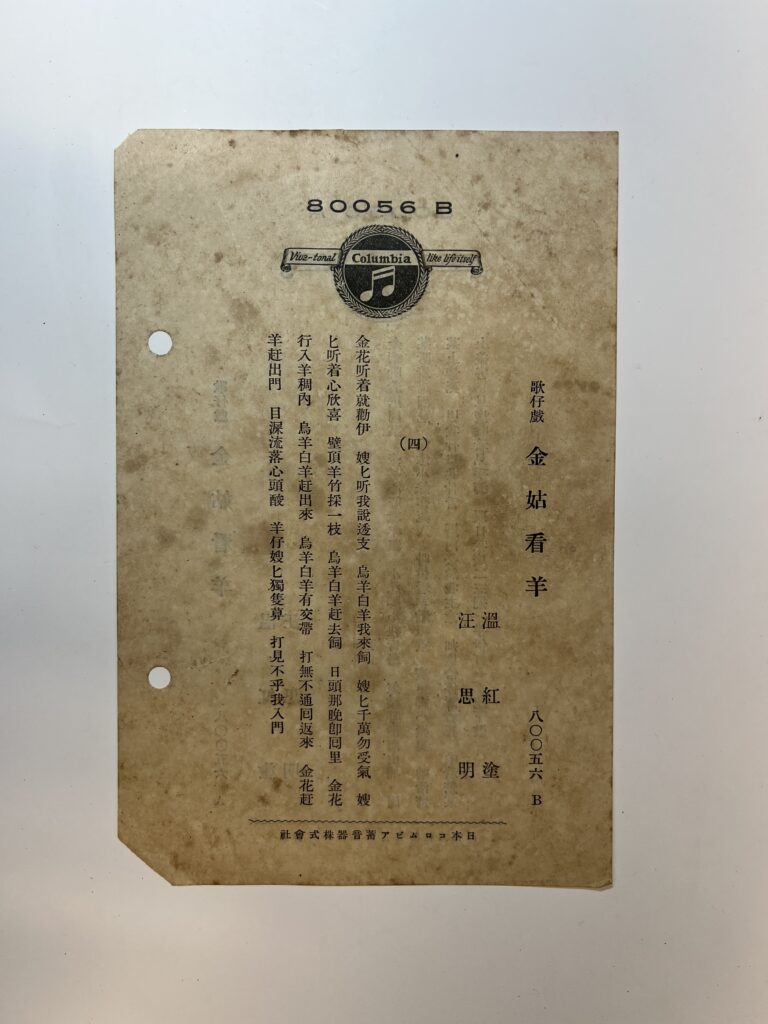 80056 B
Viva-tonal Columbia like life itself
歌仔戲 金姑看羊 八〇〇五六 B
溫紅塗
汪思明
(四)
金花听着就勸伊 嫂匕听我說透支 烏羊白羊我來飼 嫂匕千萬勿受氣 嫂
匕听着心欣喜 壁頂羊竹採一枝 烏羊白羊赶去飼 日頭那晚卽囘里 金花
行入羊稠內 烏羊白羊赶出來 烏羊白羊有交帶 打無不通囘返來 金花赶
羊赶出門 目滾流落心頭酸 羊仔嫂匕獨隻算 打見不乎我入門
日本コロムビア蓄音器株式會社